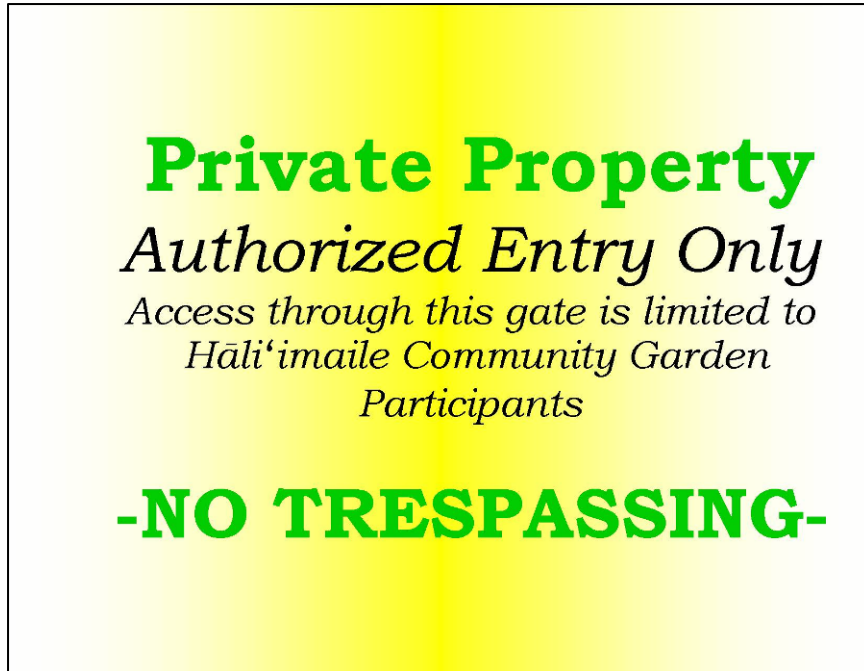 Private Property
Authorized Entry Only
Access through this gate is limited to
Hāliʻimaile Community Garden
Participants
-NO TRESPASSING-